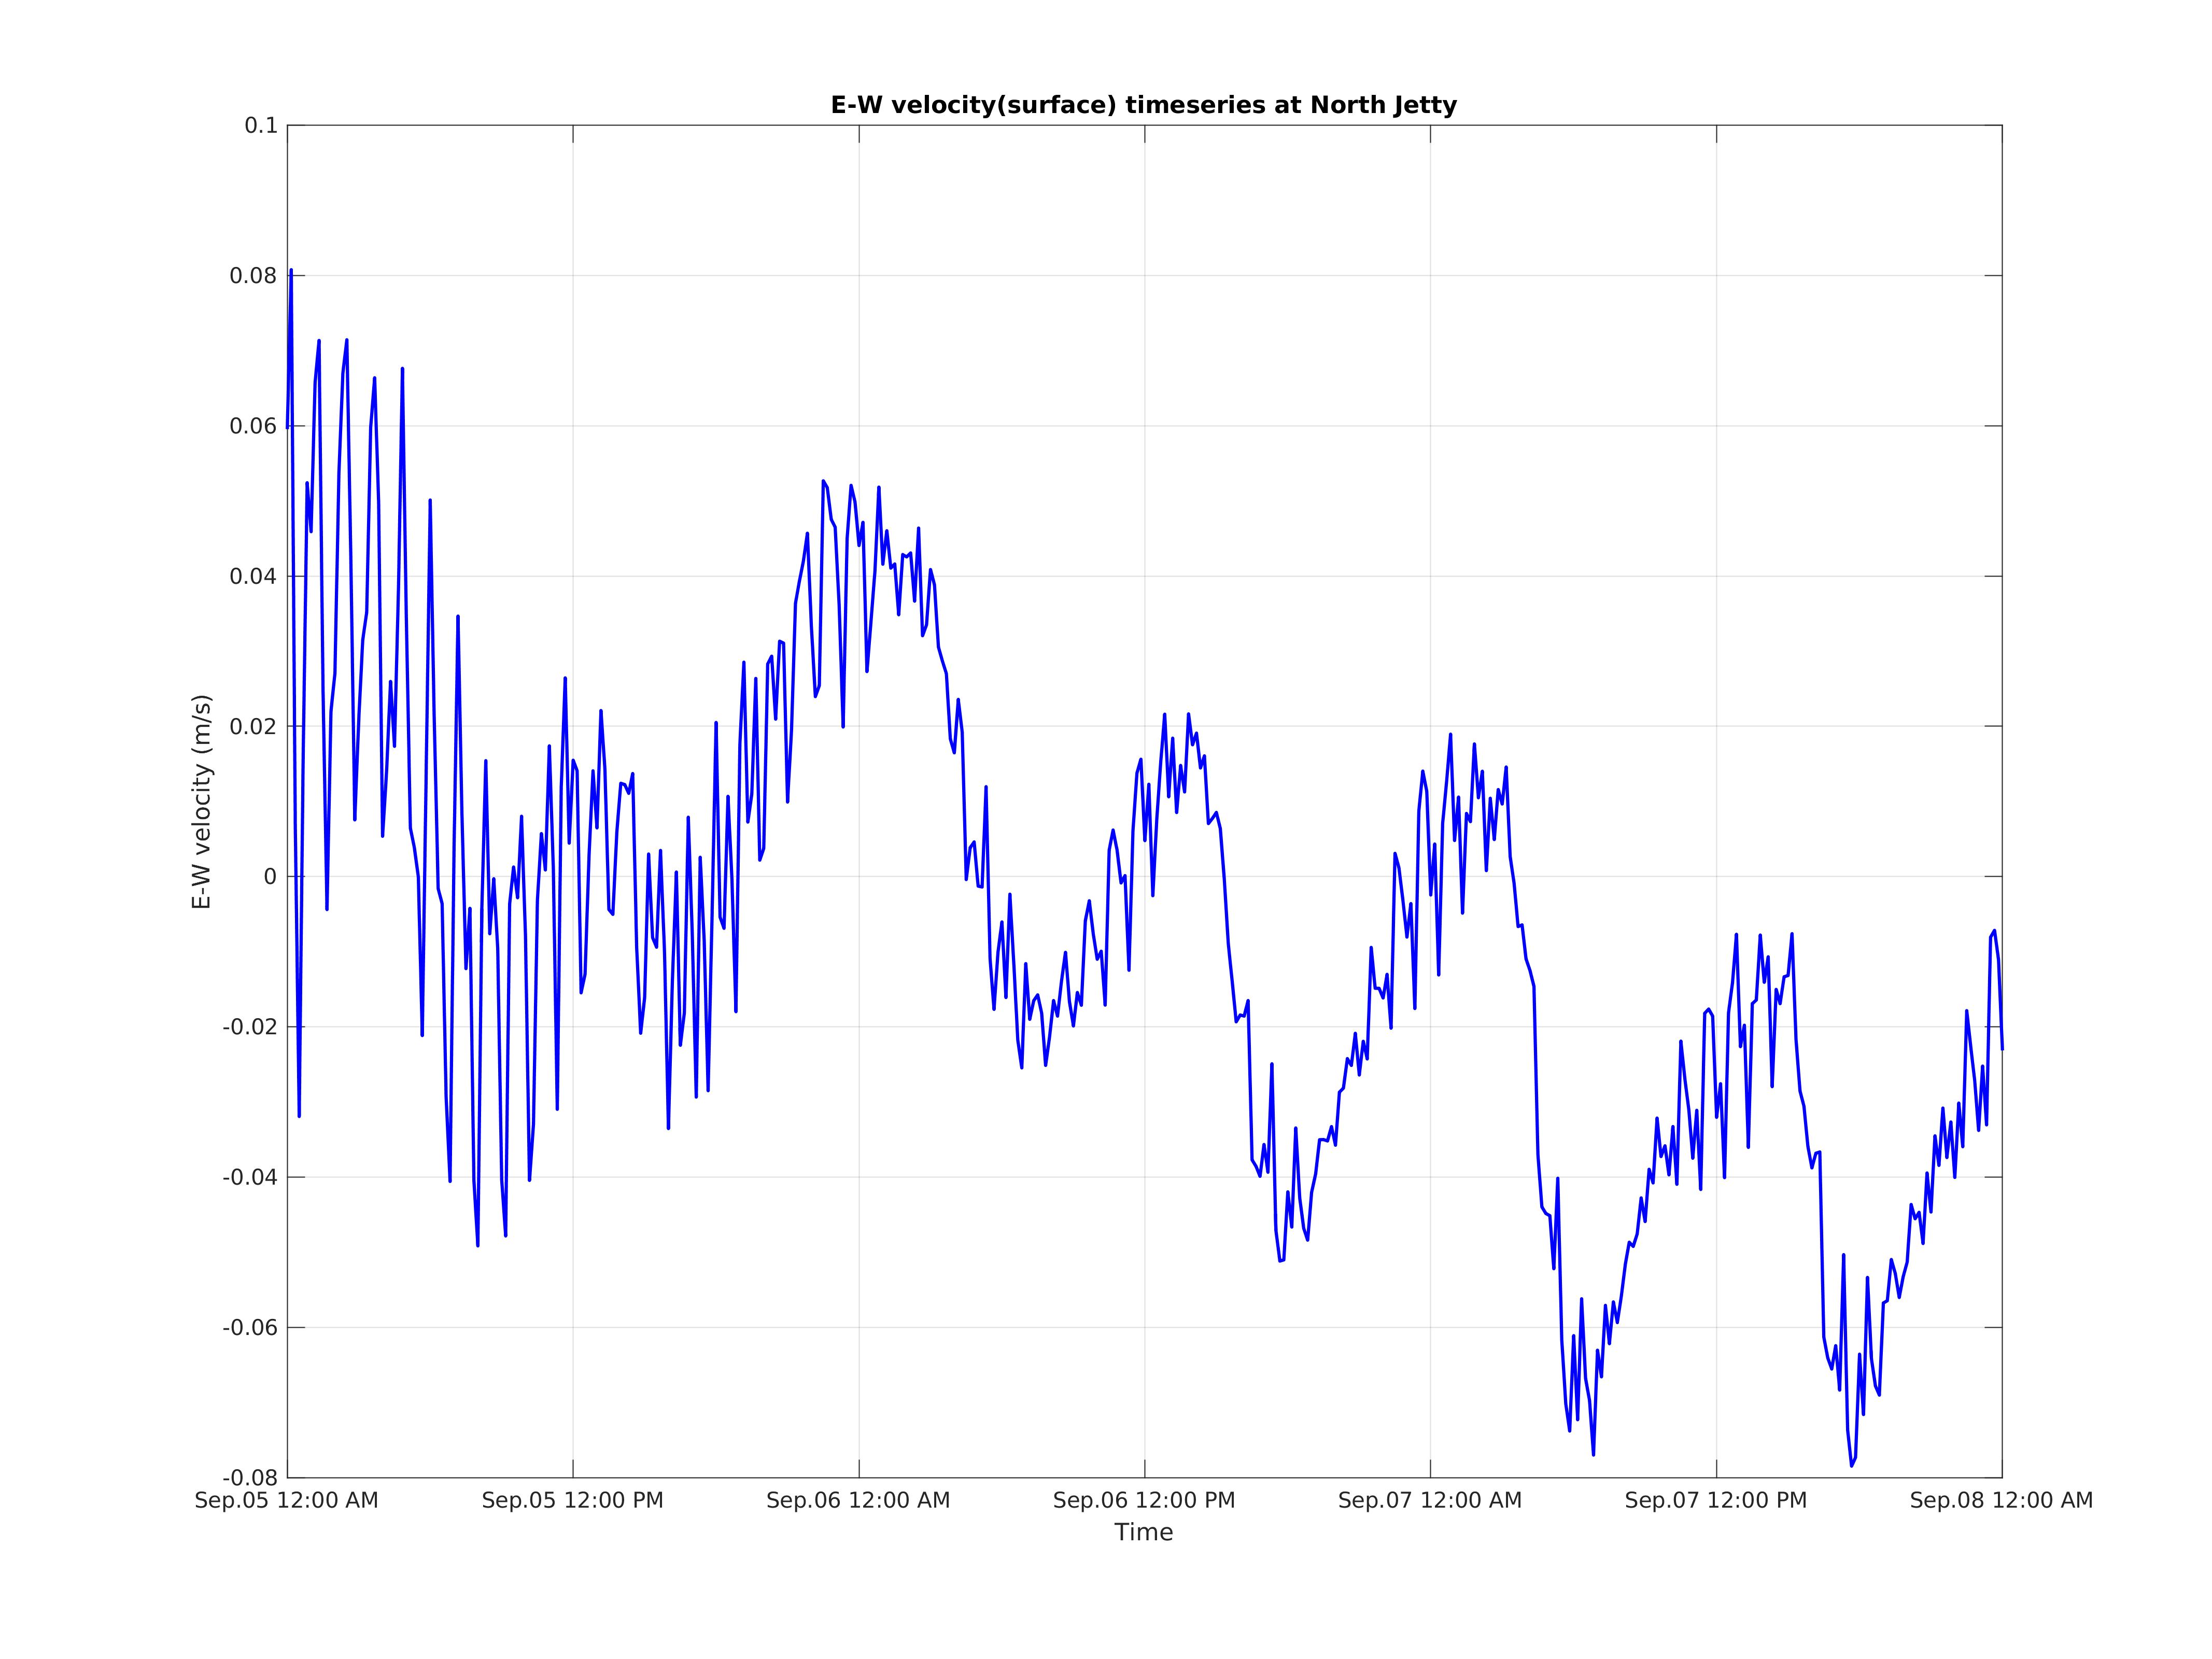 E-W velocity(surface) timeseries at North Jetty
0.1
0.08
0.06
0.04
0.02
0
-0.02
-0.04
-0.06
-0.08
E-W velocity (m/s)
Sep.05 12:00 AM
Sep.05 12:00 PM
Sep.06 12:00 AM
Sep.06 12:00 PM
Sep.07 12:00 AM
Sep.07 12:00 PM
Sep.08 12:00 AM
Time